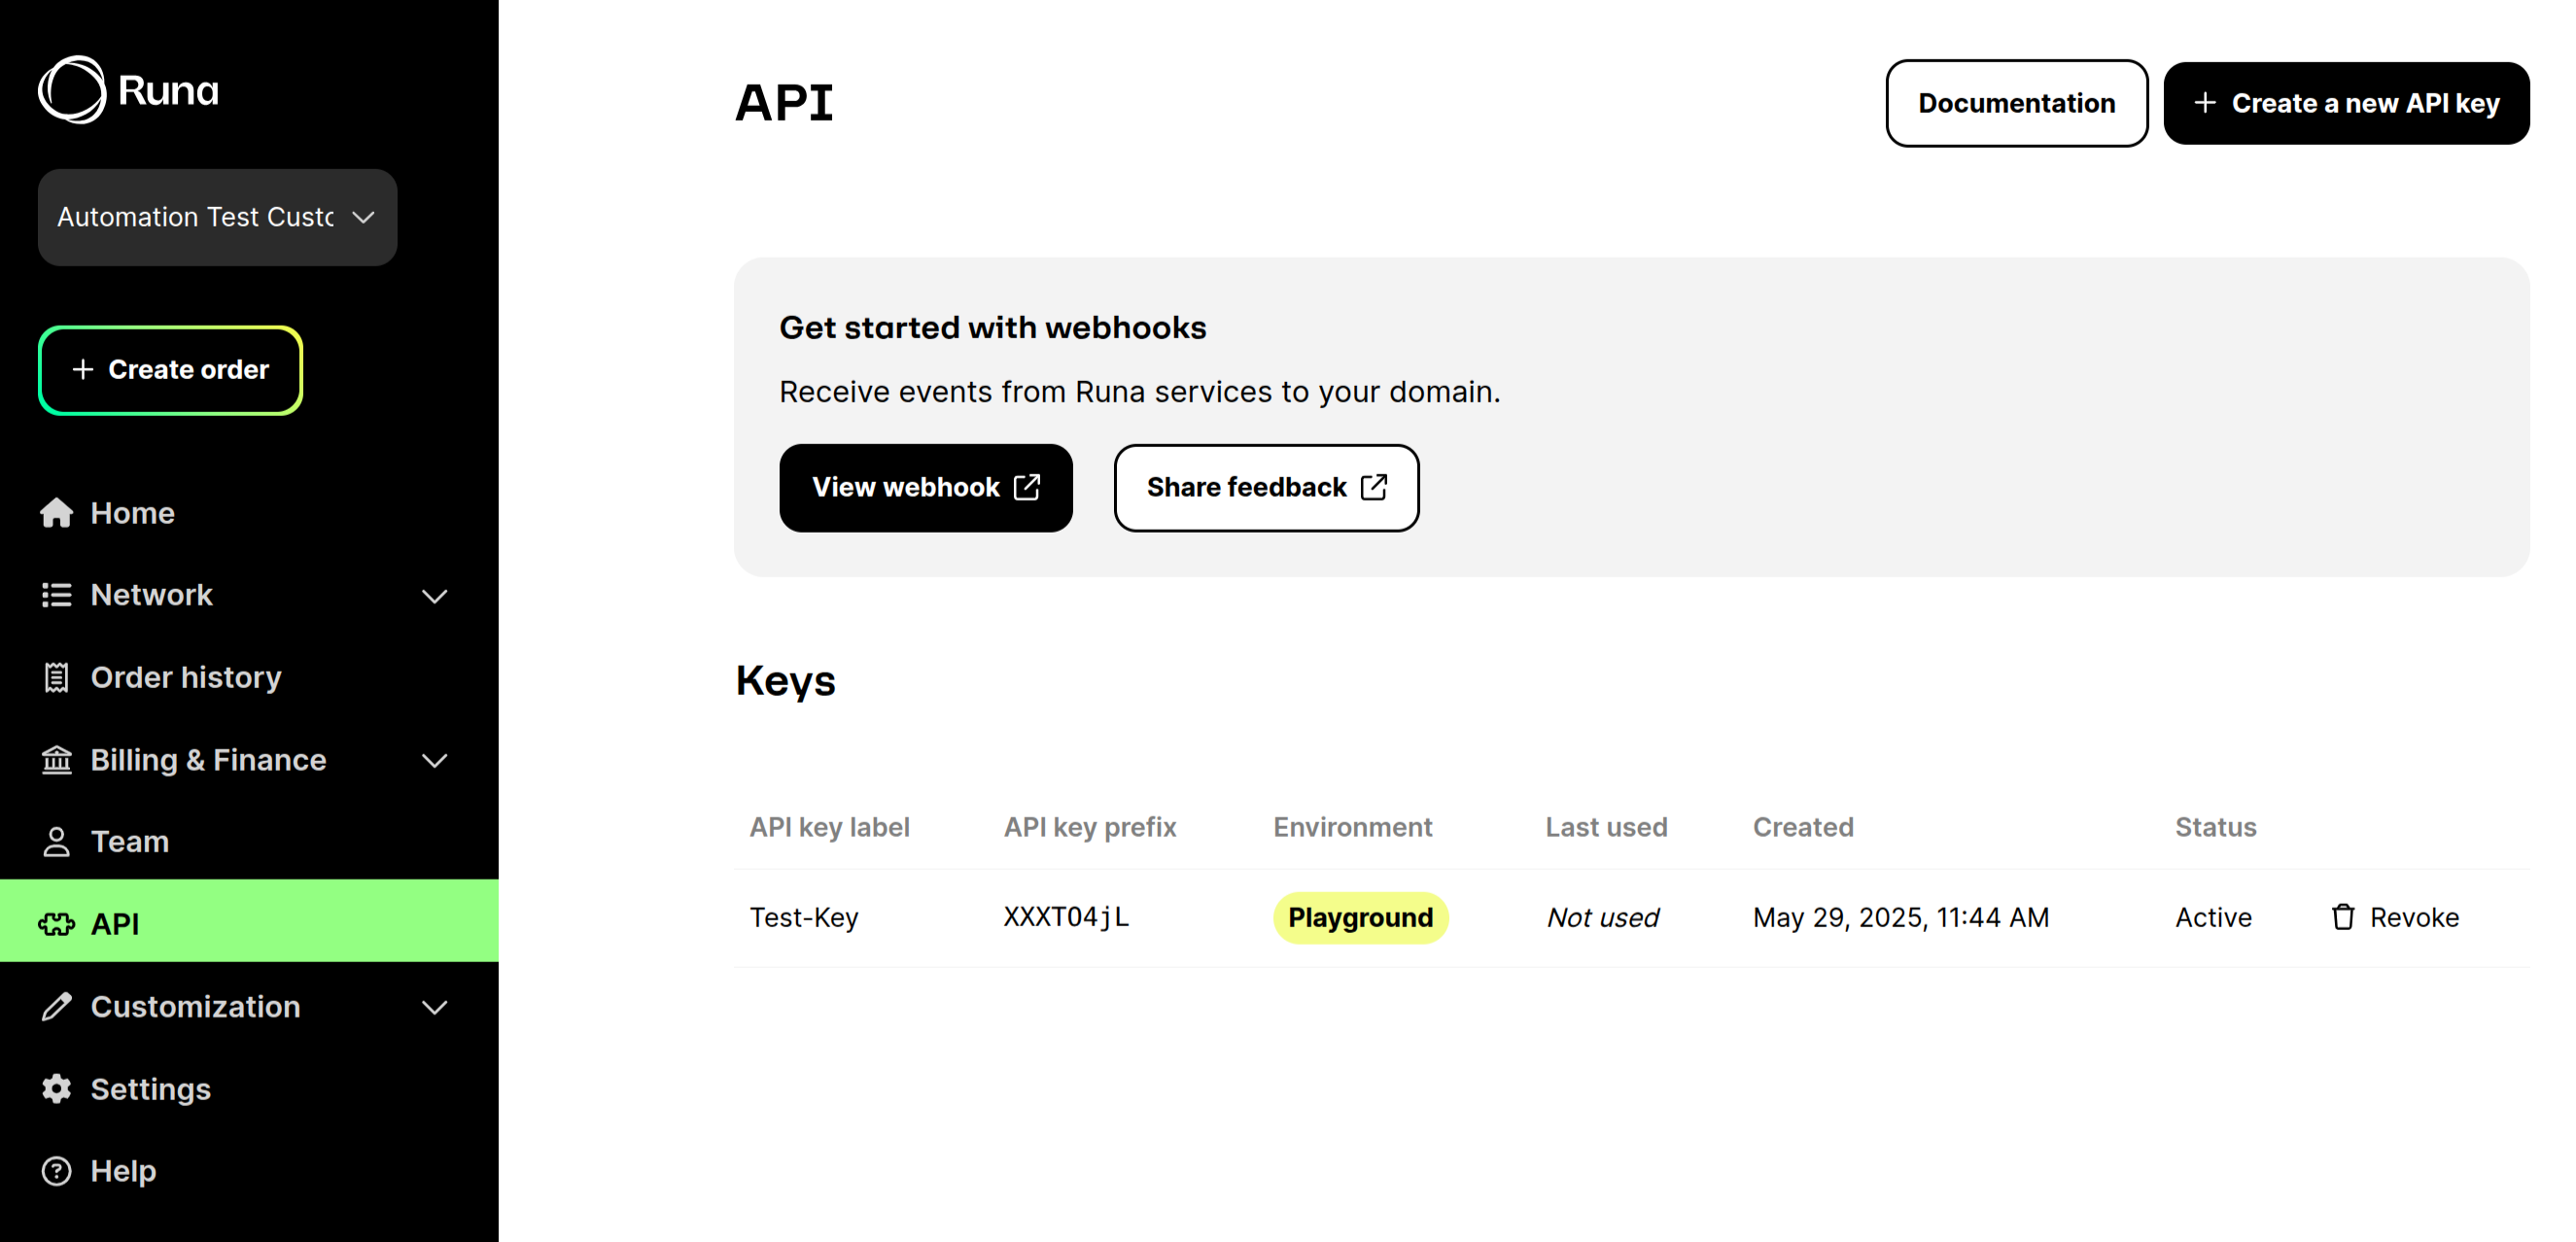 Runa
Automation Test Custo
Create order
Home
Network
Order history
Billing & Finance
Team
API
Customization
Settings
Help
API
Documentation
Create a new API key
Get started with webhooks
Receive events from Runa services to your domain.
View webhook
Share feedback
Keys
API key label API key prefix Environment Last used Created Status
Test-Key XXXTO4jL Playground Not used May 29, 2025, 11:44 AM Active Revoke